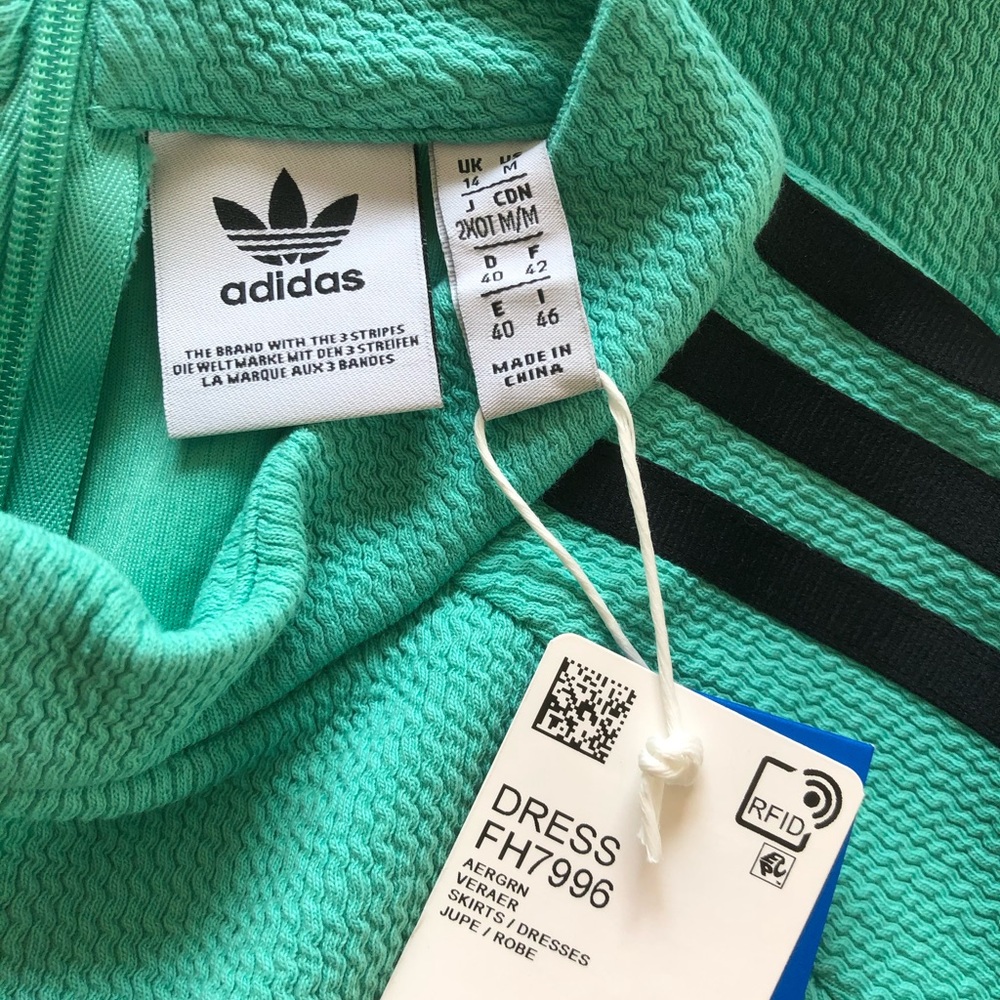 adidas
THE BRAND WITH THE 3 STRIPES
DIE WELTMARKE MIT DEN 3 STREIFEN
LA MARQUE AUX 3 BANDES
UK US
14 M
J CDN
2XOT M/M
D F
40 42
E I
40 46
MADE IN
CHINA
DRESS
FH7996
AERGRN
VERAER
SKIRTS / DRESSES
JUPE / ROBE
RFID
EPC